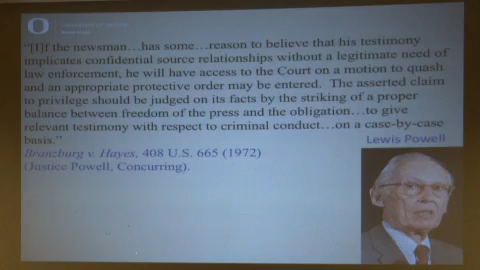 UNIVERSITY OF OREGON
"[I]f the newsman…has some…reason to believe that his testimony
implicates confidential source relationships without a legitimate need of
law enforcement, he will have access to the Court on a motion to quash
and an appropriate protective order may be entered. The asserted claim
to privilege should be judged on its facts by the striking of a proper
balance between freedom of the press and the obligation…to give
relevant testimony with respect to criminal conduct…on a case-by-case
basis."
Lewis Powell
Branzburg v. Hayes, 408 U.S. 665 (1972)
(Justice Powell, Concurring).